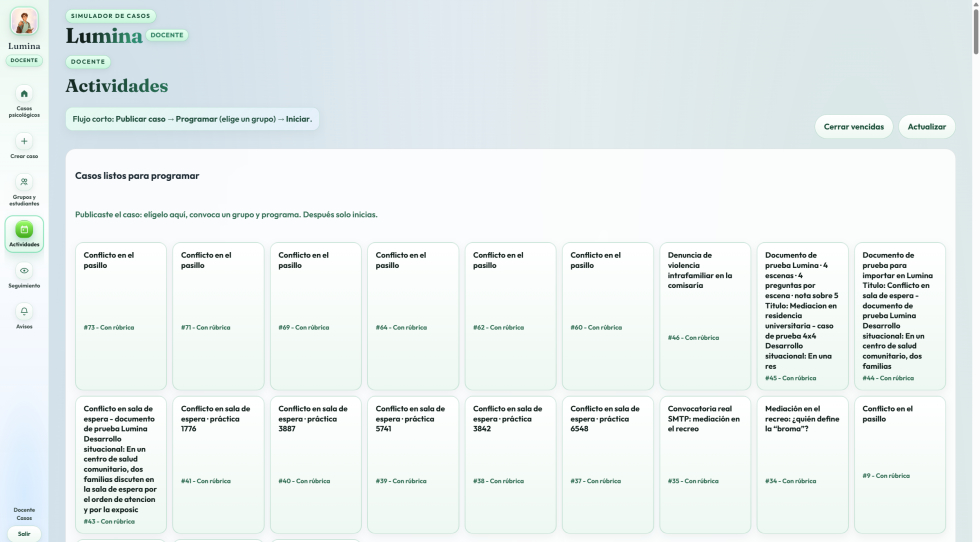 Lumina
DOCENTE
Casos
psicológicos
Crear caso
Grupos y
estudiantes
Actividades
Seguimiento
Avisos
Docente
Casos
Salir
SIMULADOR DE CASOS
Lumina DOCENTE
DOCENTE
Actividades
Flujo corto: Publicar caso → Programar (elige un grupo) → Iniciar.
Cerrar vencidas
Actualizar
Casos listos para programar
Publicaste el caso: elígelo aquí, convoca un grupo y programa. Después solo inicias.
Conflicto en el
pasillo
#73 - Con rúbrica
Conflicto en el
pasillo
#71 - Con rúbrica
Conflicto en el
pasillo
#69 - Con rúbrica
Conflicto en el
pasillo
#64 - Con rúbrica
Conflicto en el
pasillo
#62 - Con rúbrica
Conflicto en el
pasillo
#60 - Con rúbrica
Denuncia de
violencia
intrafamiliar en la
comisaría
#46 - Con rúbrica
Documento de
prueba Lumina · 4
escenas · 4
preguntas por
escena · nota sobre 5
Titulo: Mediacion en
residencia
universitaria - caso
de prueba 4x4
Desarrollo
situacional: En una
res
#45 - Con rúbrica
Documento de
prueba para
importar en Lumina
Titulo: Conflicto en
sala de espera -
documento de
prueba Lumina
Desarrollo
situacional: En un
centro de salud
comunitario, dos
familias
#44 - Con rúbrica
Conflicto en sala de
espera - documento
de prueba Lumina
Desarrollo
situacional: En un
centro de salud
comunitario, dos
familias discuten en
la sala de espera por
el orden de atencion
y por la exposic
#43 - Con rúbrica
Conflicto en sala de
espera · práctica
1776
#41 - Con rúbrica
Conflicto en sala de
espera · práctica
3887
#40 - Con rúbrica
Conflicto en sala de
espera · práctica
5741
#39 - Con rúbrica
Conflicto en sala de
espera · práctica
3842
#38 - Con rúbrica
Conflicto en sala de
espera · práctica
6548
#37 - Con rúbrica
Convocatoria real
SMTP: mediación en
el recreo
#35 - Con rúbrica
Mediación en el
recreo: ¿quién define
la “broma”?
#34 - Con rúbrica
Conflicto en el
pasillo
#9 - Con rúbrica